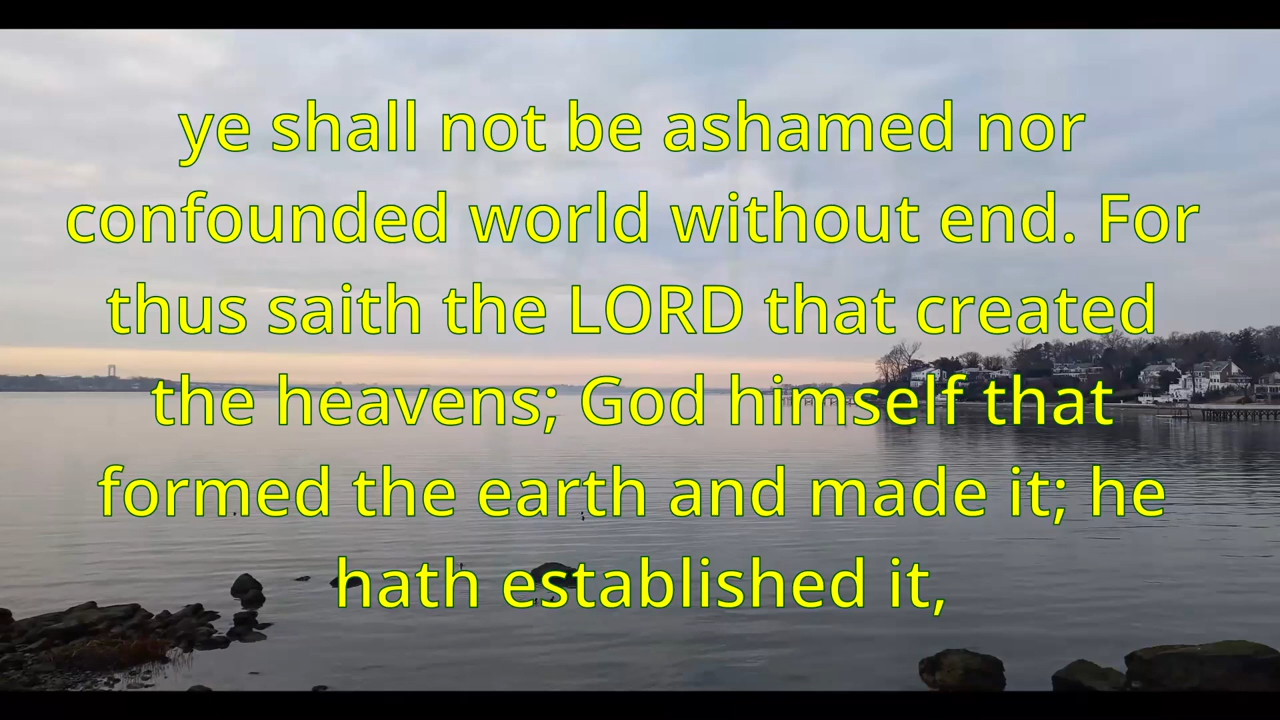 ye shall not be ashamed nor
confounded world without end. For
thus saith the LORD that created
the heavens; God himself that
formed the earth and made it; he
hath established it,